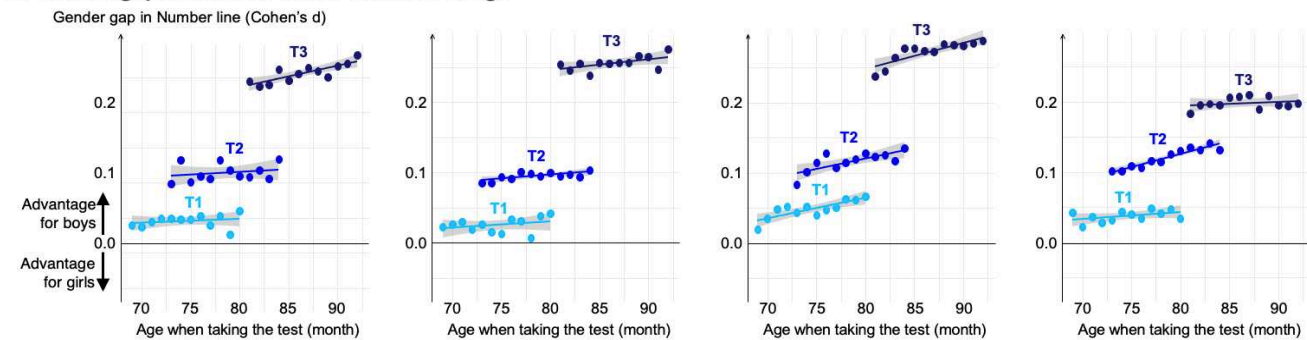 Gender gap in Number line (Cohen's d)
T3
T3
T3
T3
0.2
0.2
0.2
0.2
T2
T2
T2
T2
0.1
0.1
0.1
0.1
T1
T1
T1
T1
Advantage
for boys
0.0
0.0
0.0
0.0
Advantage
for girls
70 75 80 85 90
70 75 80 85 90
70 75 80 85 90
70 75 80 85 90
Age when taking the test (month)
Age when taking the test (month)
Age when taking the test (month)
Age when taking the test (month)